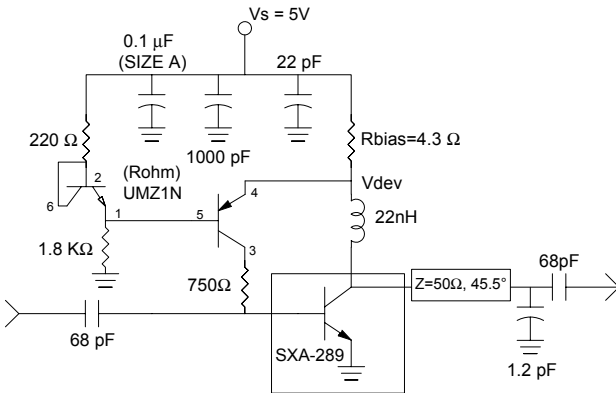 Vs = 5V
0.1 µF
(SIZE A)
22 pF
1000 pF
220 Ω
Rbias=4.3 Ω
(Rohm)
UMZ1N
2
6
1
5
4
3
Vdev
22nH
1.8 KΩ
750Ω
68 pF
SXA-289
Z=50Ω, 45.5°
68pF
1.2 pF